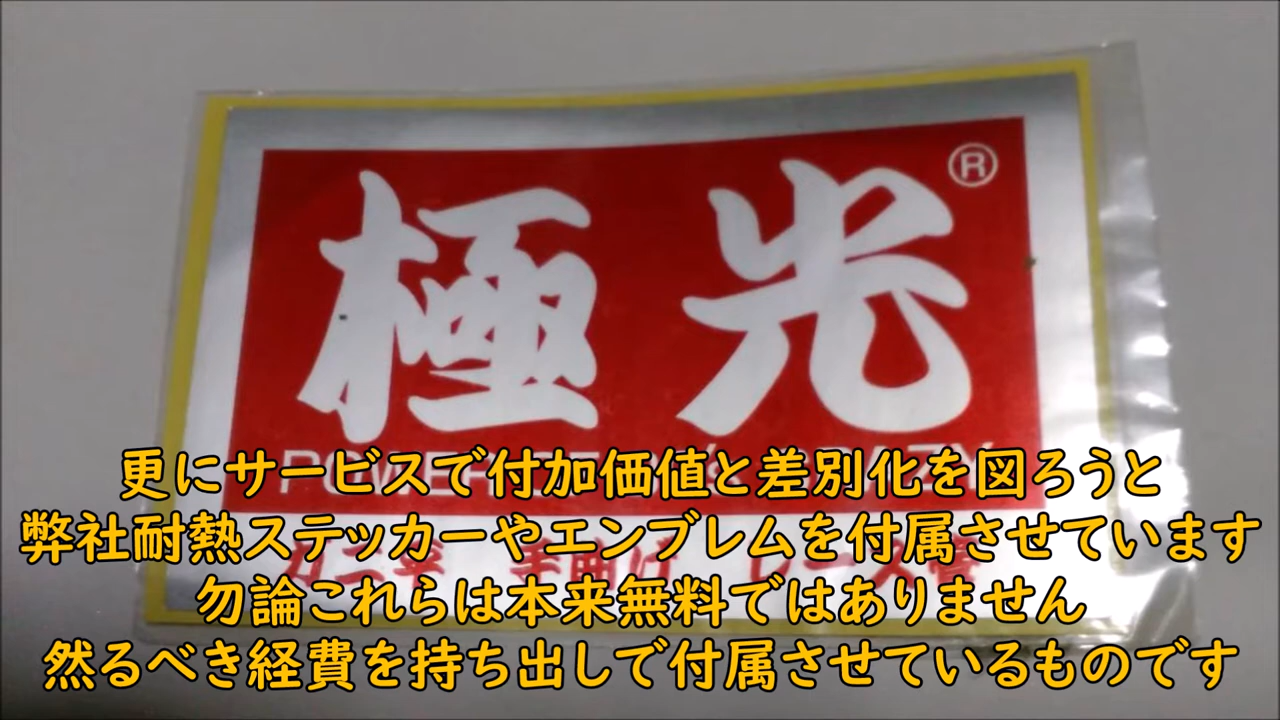 極光®
更にサービスで付加価値と差別化を図ろうと
弊社耐熱ステッカーやエンブレムを付属させています
勿論これらは本来無料ではありません
然るべき経費を持ち出しで付属させているものです